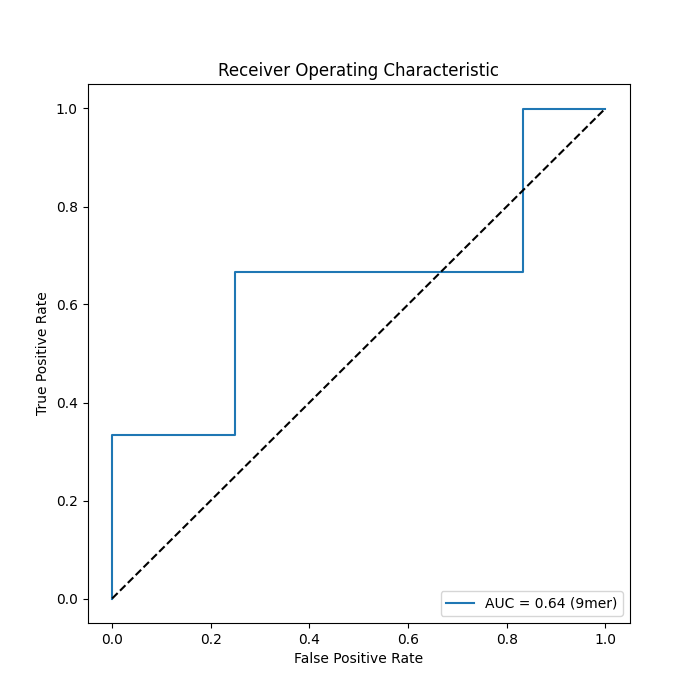 Receiver Operating Characteristic
1.0
0.8
0.6
0.4
0.2
0.0
True Positive Rate
AUC = 0.64 (9mer)
0.0 0.2 0.4 0.6 0.8 1.0
False Positive Rate